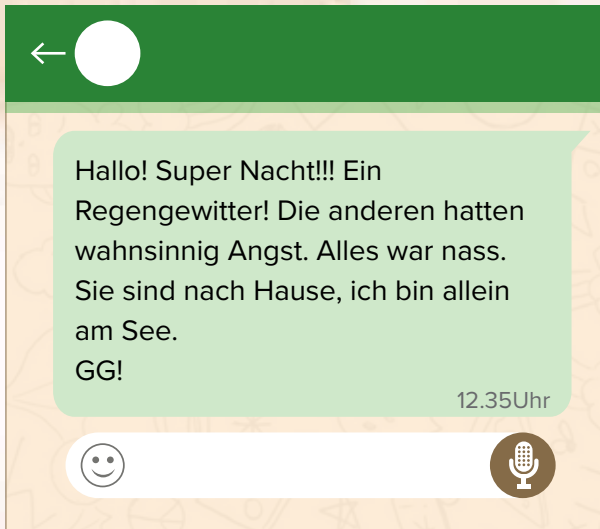 Hallo! Super Nacht!!! Ein
Regengewitter! Die anderen hatten
wahnsinnig Angst. Alles war nass.
Sie sind nach Hause, ich bin allein
am See.
GG!
12.35Uhr